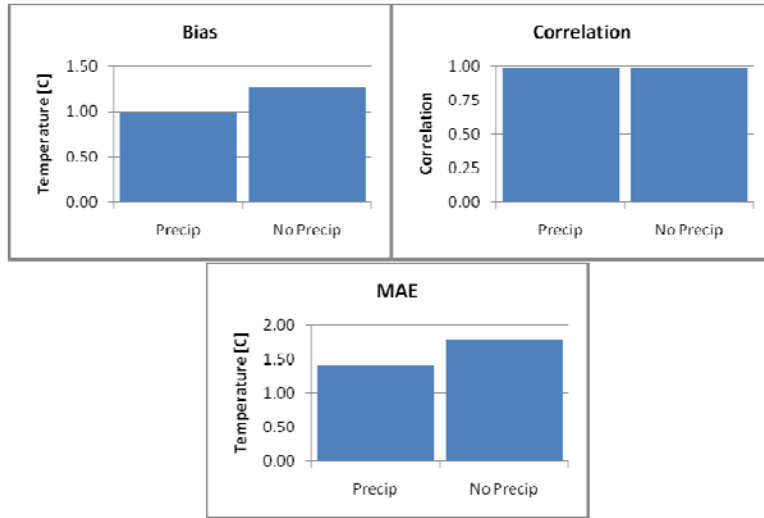 Bias
Temperature [C]
1.50
1.00
0.50
0.00
Precip
No Precip
Correlation
Correlation
1.00
0.75
0.50
0.25
0.00
Precip
No Precip
MAE
Temperature [C]
2.00
1.50
1.00
0.50
0.00
Precip
No Precip